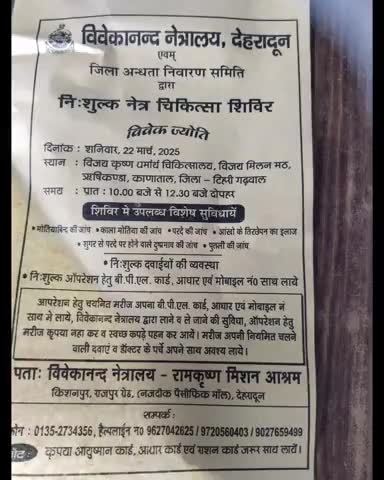 विवेकानन्द नेत्रालय, देहरादून
एवम्
जिला अन्धता निवारण समिति
द्वारा
निःशुल्क नेत्र चिकित्सा शिविर
विवेक ज्योति
दिनांक : शनिवार, 22 मार्च, 2025
स्थान : विजय कृष्ण धर्मार्थ चिकित्सालय, विजय मिलन मठ,
ऋषिकण्डा, काणाताल, जिला – टिहरी गढ़वाल
समय : प्रातः 10.00 बजे से 12.30 बजे दोपहर
शिविर मे उपलब्ध विशेष सुविधायें
• मोतियाबिन्द की जांच • काला मोतिया की जांच • परदे की जांच • आंखो के तिरछेपन का इलाज
• शुगर से परदे पर होने वाले दुष्प्रभाव की जांच • पुतली की जांच
• निःशुल्क दवाईयों की व्यवस्था
• निःशुल्क ऑपरेशन हेतु बी.पी.एल. कार्ड, आधार एवं मोबाइल नं० साथ लाये
आपरेशन हेतु चयनित मरीज अपना बी.पी.एल. कार्ड, आधार एवं मोबाइल नं
साथ मे लाये, विवेकानन्द नेत्रालय द्वारा लाने व ले जाने की सुविधा, ऑपरेशन हेतु
मरीज कृपया नहा कर व स्वच्छ कपड़े पहन कर आयें। मरीज अपनी नियमित चलने
वाली दवाएं व डॉक्टर के पर्चे अपने साथ अवश्य लाये।
पताः विवेकानन्द नेत्रालय – रामकृष्ण मिशन आश्रम
किशनपुर, राजपुर रोड, (नजदीक पैसीफिक मॉल), देहरादून
सम्पर्क :
फोन : 0135-2734356, हैल्पलाईन न० 9627042625 / 9720560403 / 9027659499
नोट : कृपया आयुष्मान कार्ड, आधार कार्ड एवं राशन कार्ड जरूर साथ लायें।